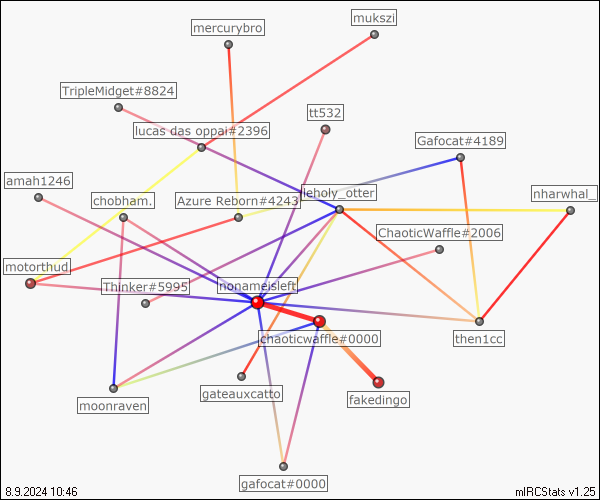 mukszi
mercurybro
TripleMidget#8824
tt532
lucas das oppai#2396
Gafocat#4189
amah1246
chobham.
Azure Reborn#4243
leholy_otter
nharwhal_
ChaoticWaffle#2006
motorthud
Thinker#5995
nonameisleft
chaoticwaffle#0000
then1cc
gateauxcatto
fakedingo
moonraven
gafocat#0000
8.9.2024 10:46
mIRCStats v1.25